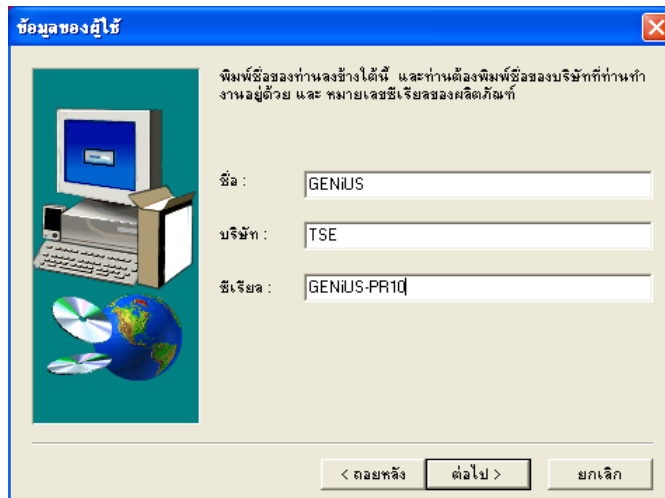 ข้อมูลของผู้ใช้
พิมพ์ชื่อของท่านลงข้างใต้นี้ และท่านต้องพิมพ์ชื่อของบริษัทที่ท่านทำ
งานอยู่ด้วย และ หมายเลขซีเรียลของผลิตภัณฑ์
ชื่อ : GENiUS
บริษัท : TSE
ซีเรียล : GENiUS-PR10
< ถอยหลัง ต่อไป > ยกเลิก